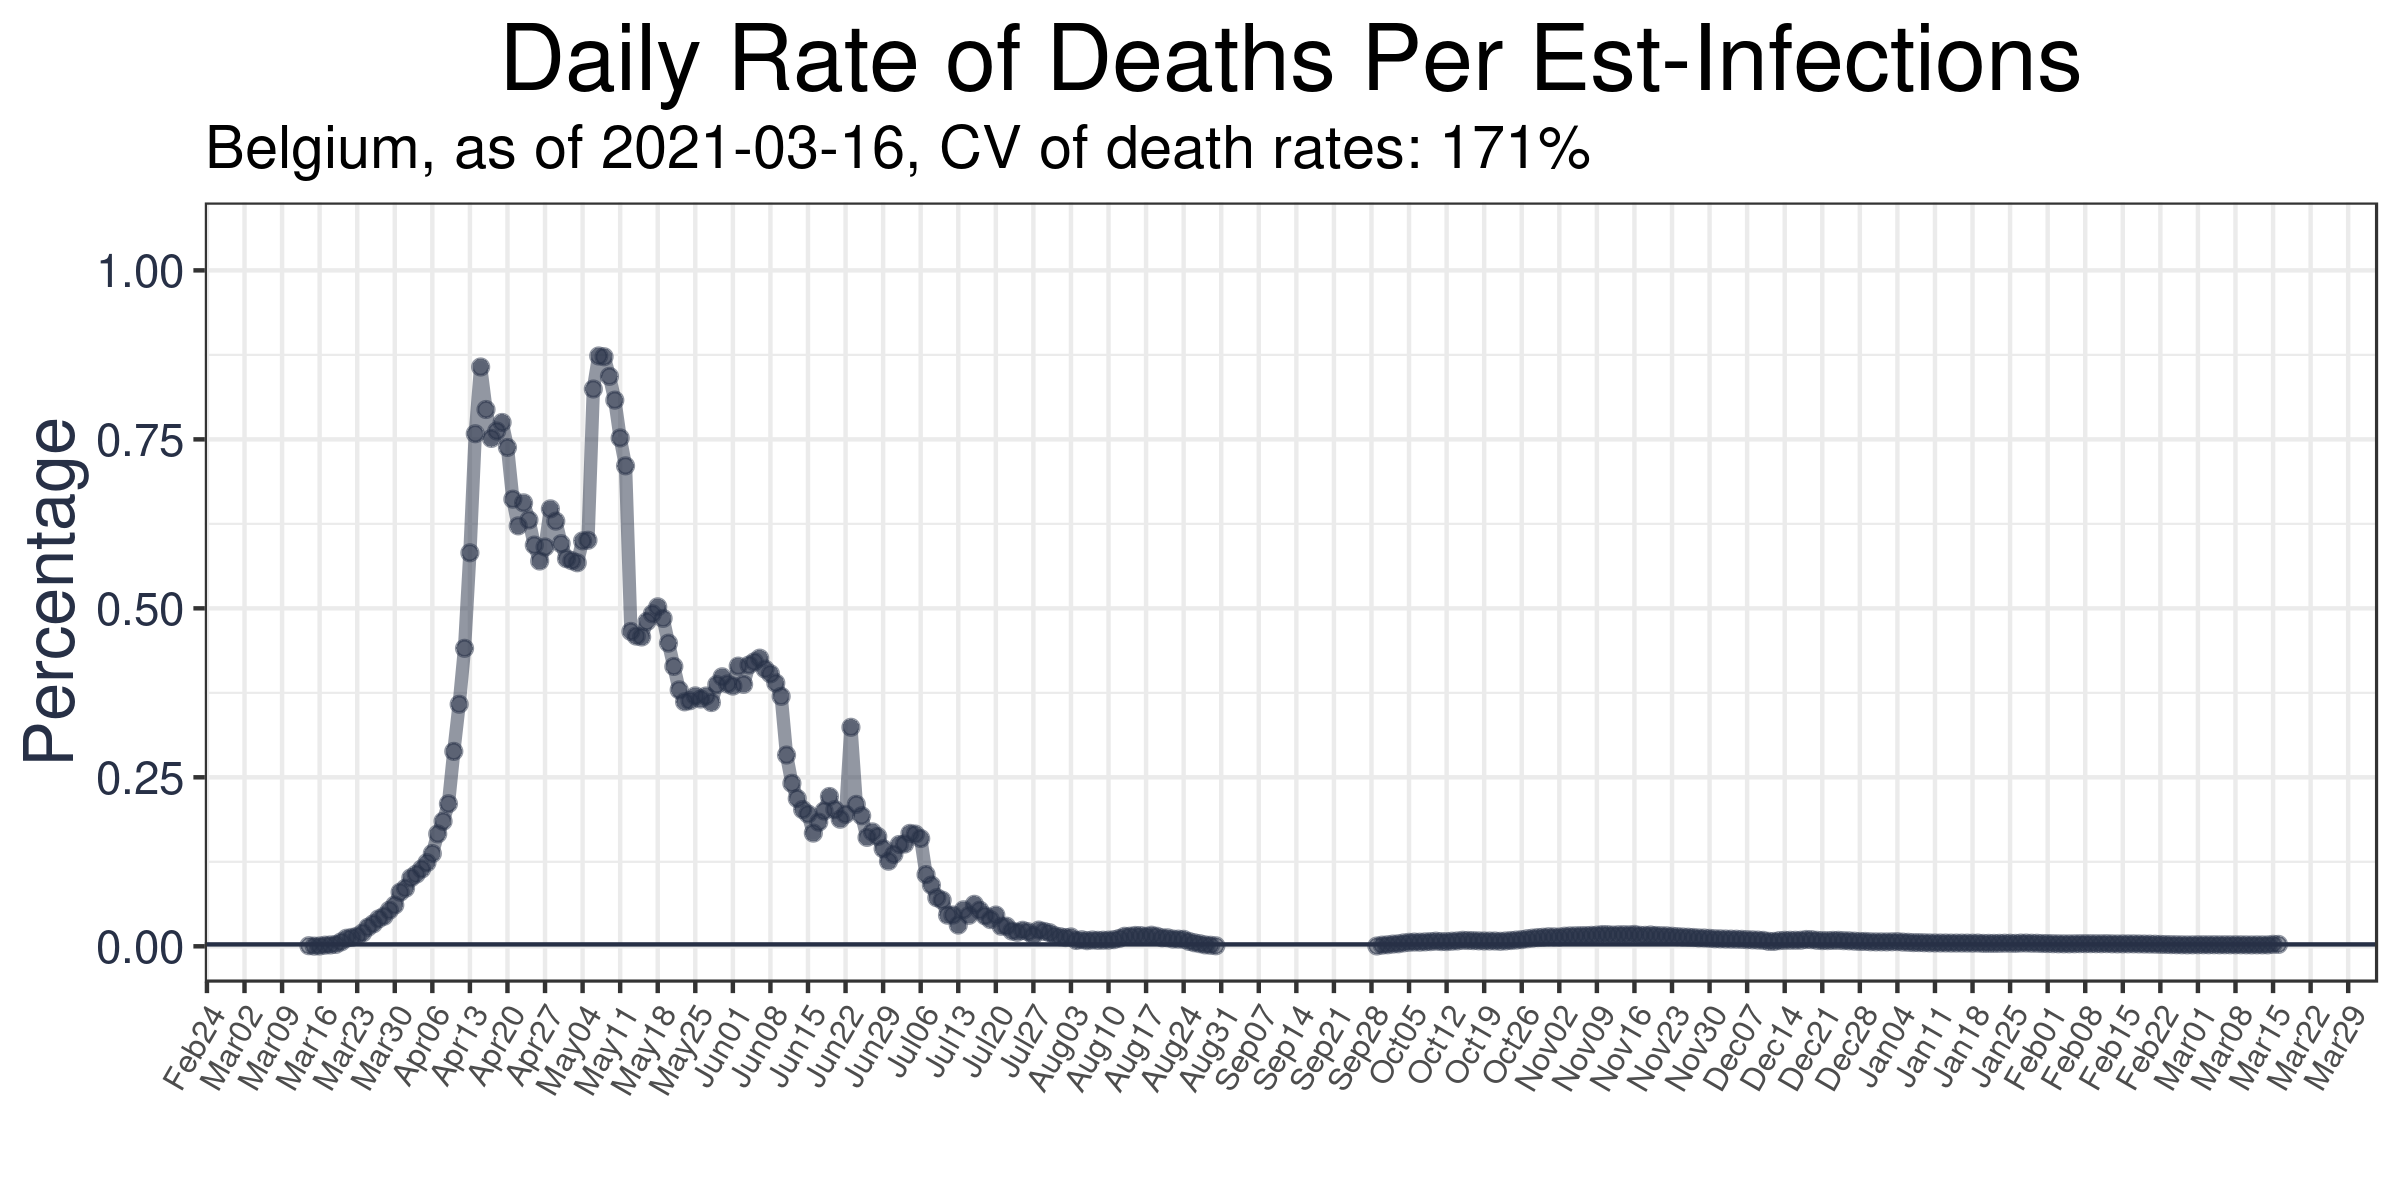 Daily Rate of Deaths Per Est-Infections
Belgium, as of 2021-03-16, CV of death rates: 171%
Percentage
1.00
0.75
0.50
0.25
0.00
Feb24
Mar02
Mar09
Mar16
Mar23
Mar30
Apr06
Apr13
Apr20
Apr27
May04
May11
May18
May25
Jun01
Jun08
Jun15
Jun22
Jun29
Jul06
Jul13
Jul20
Jul27
Aug03
Aug10
Aug17
Aug24
Aug31
Sep07
Sep14
Sep21
Sep28
Oct05
Oct12
Oct19
Oct26
Nov02
Nov09
Nov16
Nov23
Nov30
Dec07
Dec14
Dec21
Dec28
Jan04
Jan11
Jan18
Jan25
Feb01
Feb08
Feb15
Feb22
Mar01
Mar08
Mar15
Mar22
Mar29